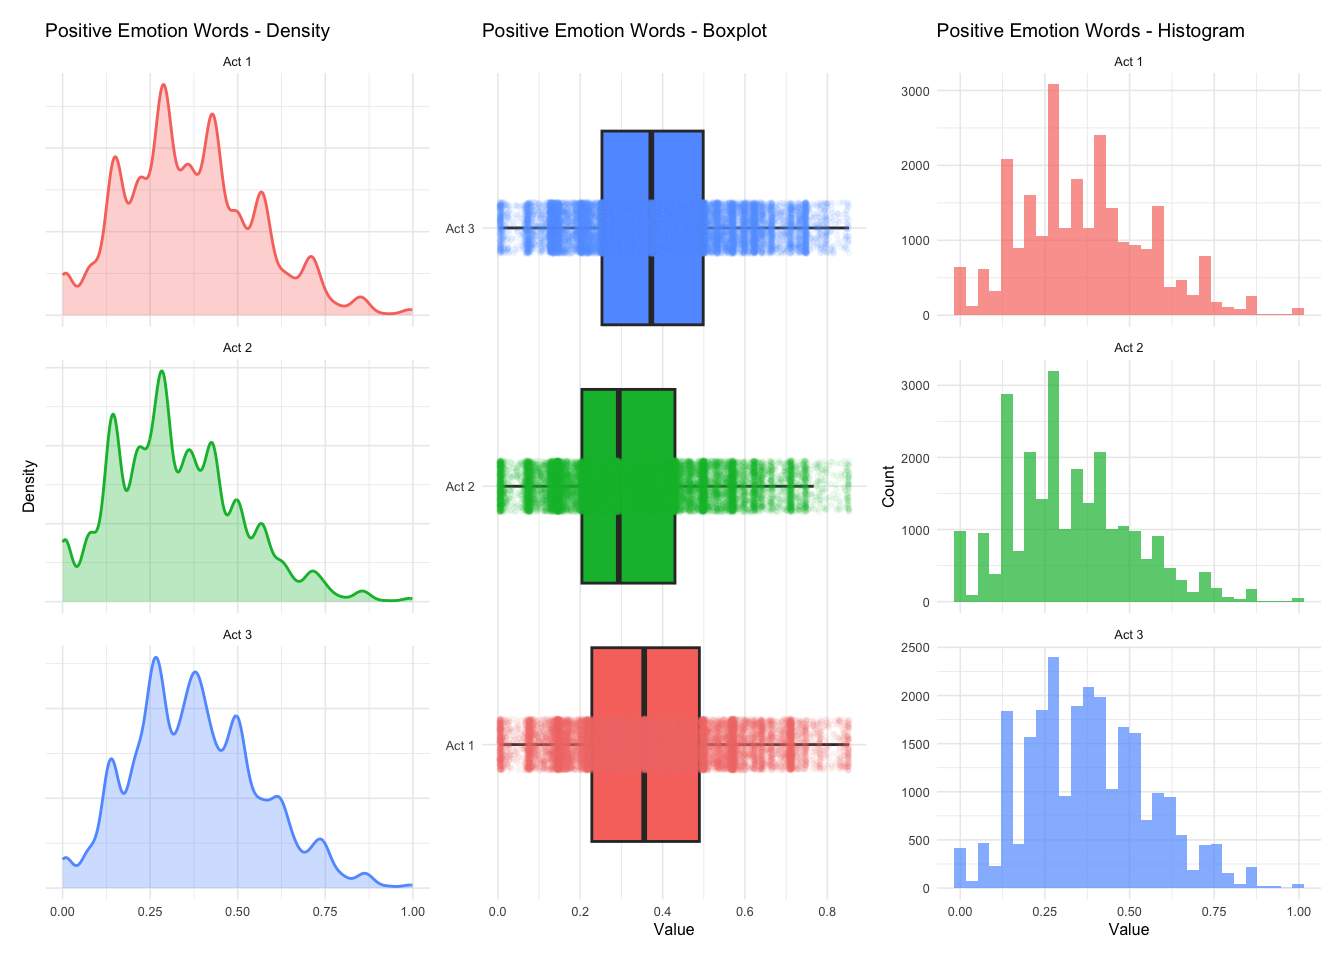 Positive Emotion Words - Density
Act 1
Act 2
Act 3
Density
0.00 0.25 0.50 0.75 1.00
Positive Emotion Words - Boxplot
Act 3
Act 2
Act 1
0.0 0.2 0.4 0.6 0.8
Value
Positive Emotion Words - Histogram
Act 1
3000
2000
1000
0
Act 2
3000
2000
1000
0
Act 3
2500
2000
1500
1000
500
0
Count
0.00 0.25 0.50 0.75 1.00
Value